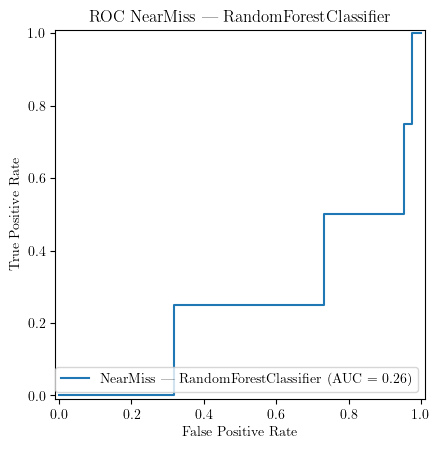 ROC NearMiss — RandomForestClassifier
1.0
0.8
0.6
0.4
0.2
0.0
True Positive Rate
NearMiss — RandomForestClassifier (AUC = 0.26)
0.0 0.2 0.4 0.6 0.8 1.0
False Positive Rate